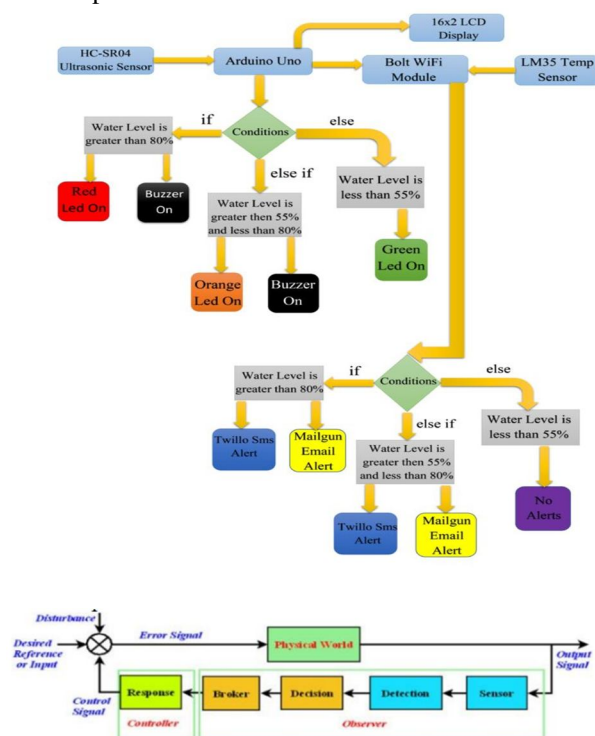 16x2 LCD
Display
HC-SR04
Ultrasonic Sensor
Arduino Uno
Bolt WiFi
Module
LM35 Temp
Sensor
if
Conditions
else
Water Level is
greater than 80%
else if
Water Level is
less than 55%
Red
Led On
Buzzer
On
Water Level is
greater then 55%
and less than 80%
Green
Led On
Orange
Led On
Buzzer
On
if
Conditions
else
Water Level is
greater than 80%
else if
Water Level is
less than 55%
Twillo Sms
Alert
Mailgun
Email
Alert
Water Level is
greater then 55%
and less than 80%
No
Alerts
Twillo Sms
Alert
Mailgun
Email
Alert
Disturbance
Desired
Reference
or Input
Error Signal
Physical World
Output
Signal
Control
Signal
Response
Broker
Decision
Detection
Sensor
Controller
Observer